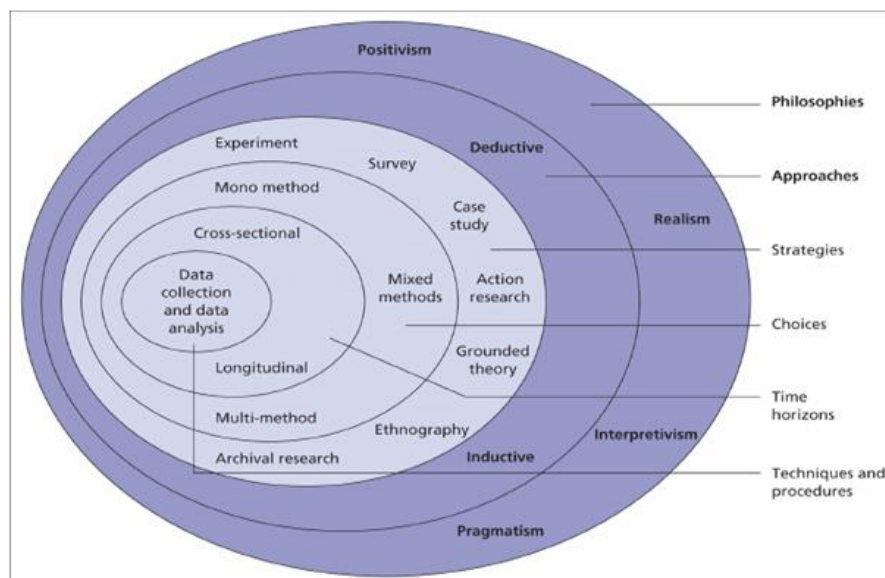 Positivism
Philosophies
Experiment
Survey
Deductive
Approaches
Mono method
Case
study
Realism
Cross-sectional
Strategies
Data
collection
and data
analysis
Mixed
methods
Action
research
Choices
Grounded
theory
Longitudinal
Time
horizons
Multi-method
Ethnography
Interpretivism
Archival research
Inductive
Techniques and
procedures
Pragmatism